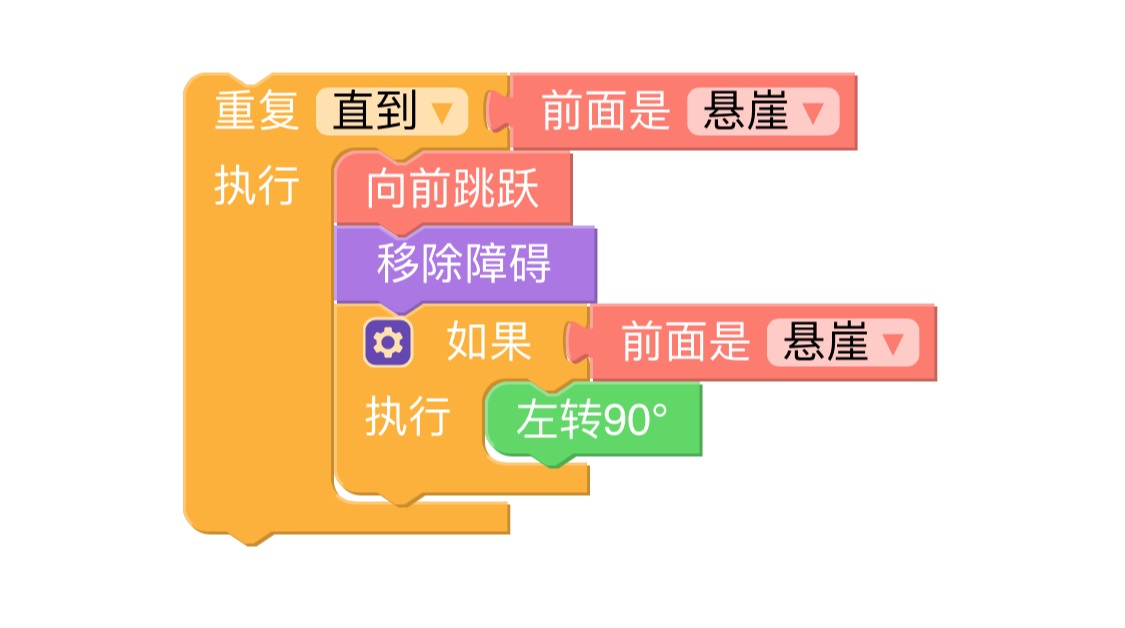 重复 直到 ▼ 前面是 悬崖 ▼
执行 向前跳跃
移除障碍
如果 前面是 悬崖 ▼
执行 左转90°